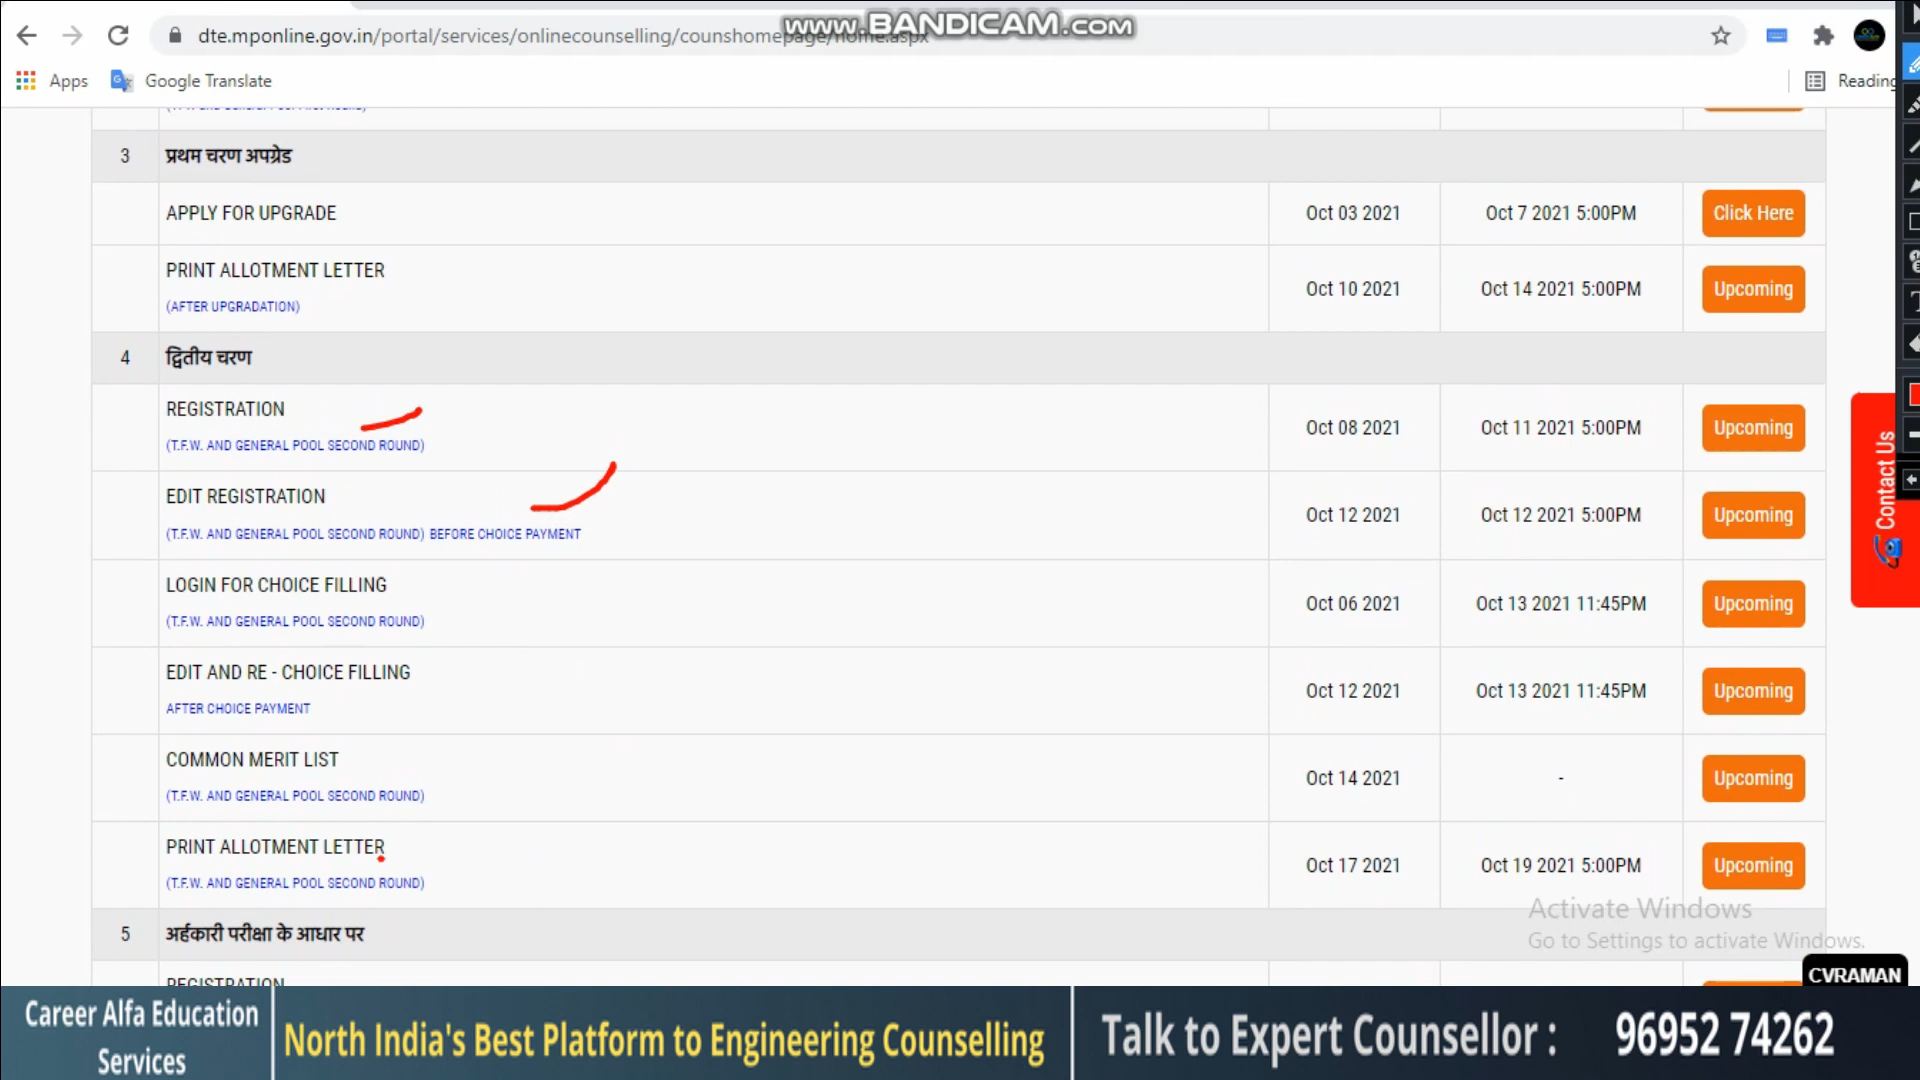 www.BANDICAM.com
dte.mponline.gov.in/portal/services/onlinecounselling/counshomepage/home.aspx
Apps Google Translate Reading
3 प्रथम चरण अपग्रेड
APPLY FOR UPGRADE Oct 03 2021 Oct 7 2021 5:00PM Click Here
PRINT ALLOTMENT LETTER
(AFTER UPGRADATION) Oct 10 2021 Oct 14 2021 5:00PM Upcoming
4 द्वितीय चरण
REGISTRATION
(T.F.W. AND GENERAL POOL SECOND ROUND) Oct 08 2021 Oct 11 2021 5:00PM Upcoming
EDIT REGISTRATION
(T.F.W. AND GENERAL POOL SECOND ROUND) BEFORE CHOICE PAYMENT Oct 12 2021 Oct 12 2021 5:00PM Upcoming
LOGIN FOR CHOICE FILLING
(T.F.W. AND GENERAL POOL SECOND ROUND) Oct 06 2021 Oct 13 2021 11:45PM Upcoming
EDIT AND RE - CHOICE FILLING
AFTER CHOICE PAYMENT Oct 12 2021 Oct 13 2021 11:45PM Upcoming
COMMON MERIT LIST
(T.F.W. AND GENERAL POOL SECOND ROUND) Oct 14 2021 - Upcoming
PRINT ALLOTMENT LETTER
(T.F.W. AND GENERAL POOL SECOND ROUND) Oct 17 2021 Oct 19 2021 5:00PM Upcoming
5 अर्हकारी परीक्षा के आधार पर
REGISTRATION
Contact Us
Activate Windows
Go to Settings to activate Windows.
CVRAMAN
Career Alfa Education
Services
North India's Best Platform to Engineering Counselling
Talk to Expert Counsellor : 96952 74262